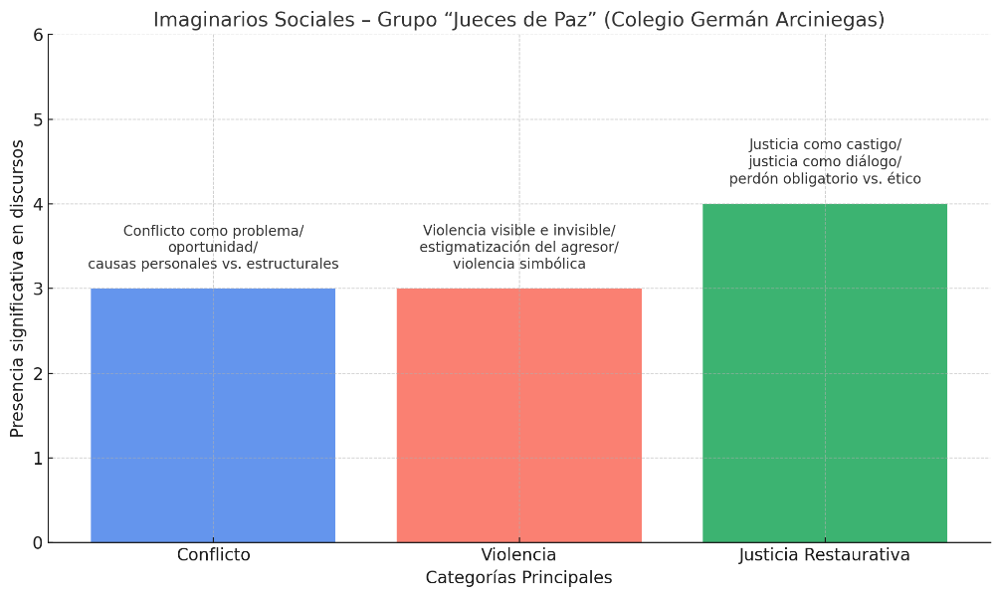 Imaginarios Sociales – Grupo “Jueces de Paz” (Colegio Germán Arciniegas)
Presencia significativa en discursos
6
5
4
3
2
1
0
Conflicto como problema/
oportunidad/
causas personales vs. estructurales
Violencia visible e invisible/
estigmatización del agresor/
violencia simbólica
Justicia como castigo/
justicia como diálogo/
perdón obligatorio vs. ético
Conflicto
Violencia
Justicia Restaurativa
Categorías Principales